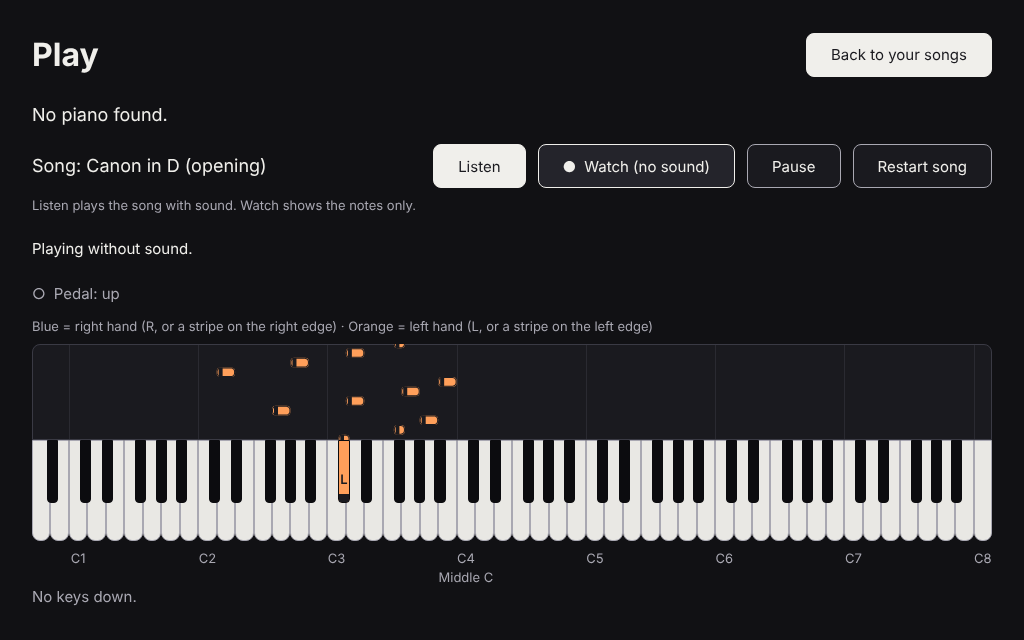 Play
Back to your songs
No piano found.
Song: Canon in D (opening)
Listen
Watch (no sound)
Pause
Restart song
Listen plays the song with sound. Watch shows the notes only.
Playing without sound.
Pedal: up
Blue = right hand (R, or a stripe on the right edge) · Orange = left hand (L, or a stripe on the left edge)
L
C1 C2 C3 C4 C5 C6 C7 C8
Middle C
No keys down.